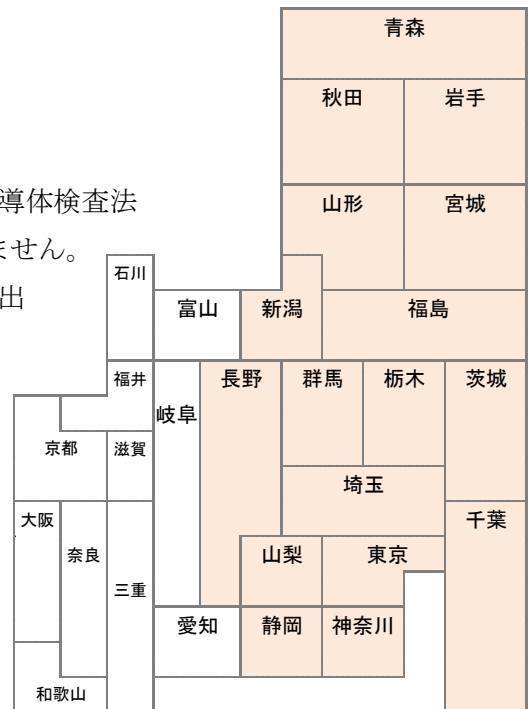 青森
秋田 岩手
導体検査法
山形 宮城
ません。
石川
出
富山 新潟 福島
福井 長野 群馬 栃木 茨城
岐阜
京都 滋賀
埼玉
大阪 千葉
奈良 山梨 東京
三重
愛知 静岡 神奈川
和歌山